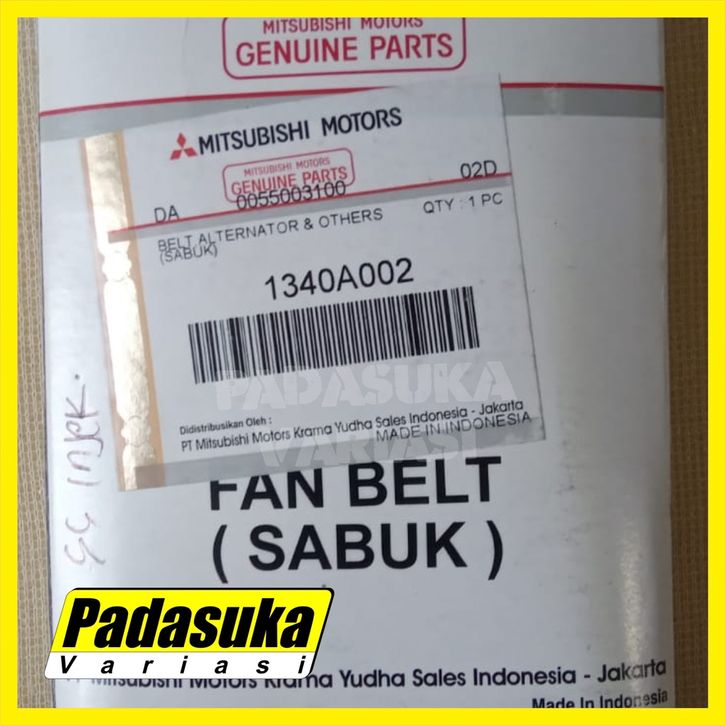 MITSUBISHI MOTORS
GENUINE PARTS
MITSUBISHI MOTORS
MITSUBISHI MOTORS
GENUINE PARTS
DA 0055003100 02D
BELT ALTERNATOR & OTHERS QTY : 1 PC
(SABUK)
1340A002
PADASUKA
VARIASI
Didistribusikan Oleh :
PT Mitsubishi Motors Krama Yudha Sales Indonesia - Jakarta
MADE IN INDONESIA
FAN BELT
( SABUK )
Padasuka
Variasi
PT Mitsubishi Motors Krama Yudha Sales Indonesia - Jakarta
Made In Indonesia